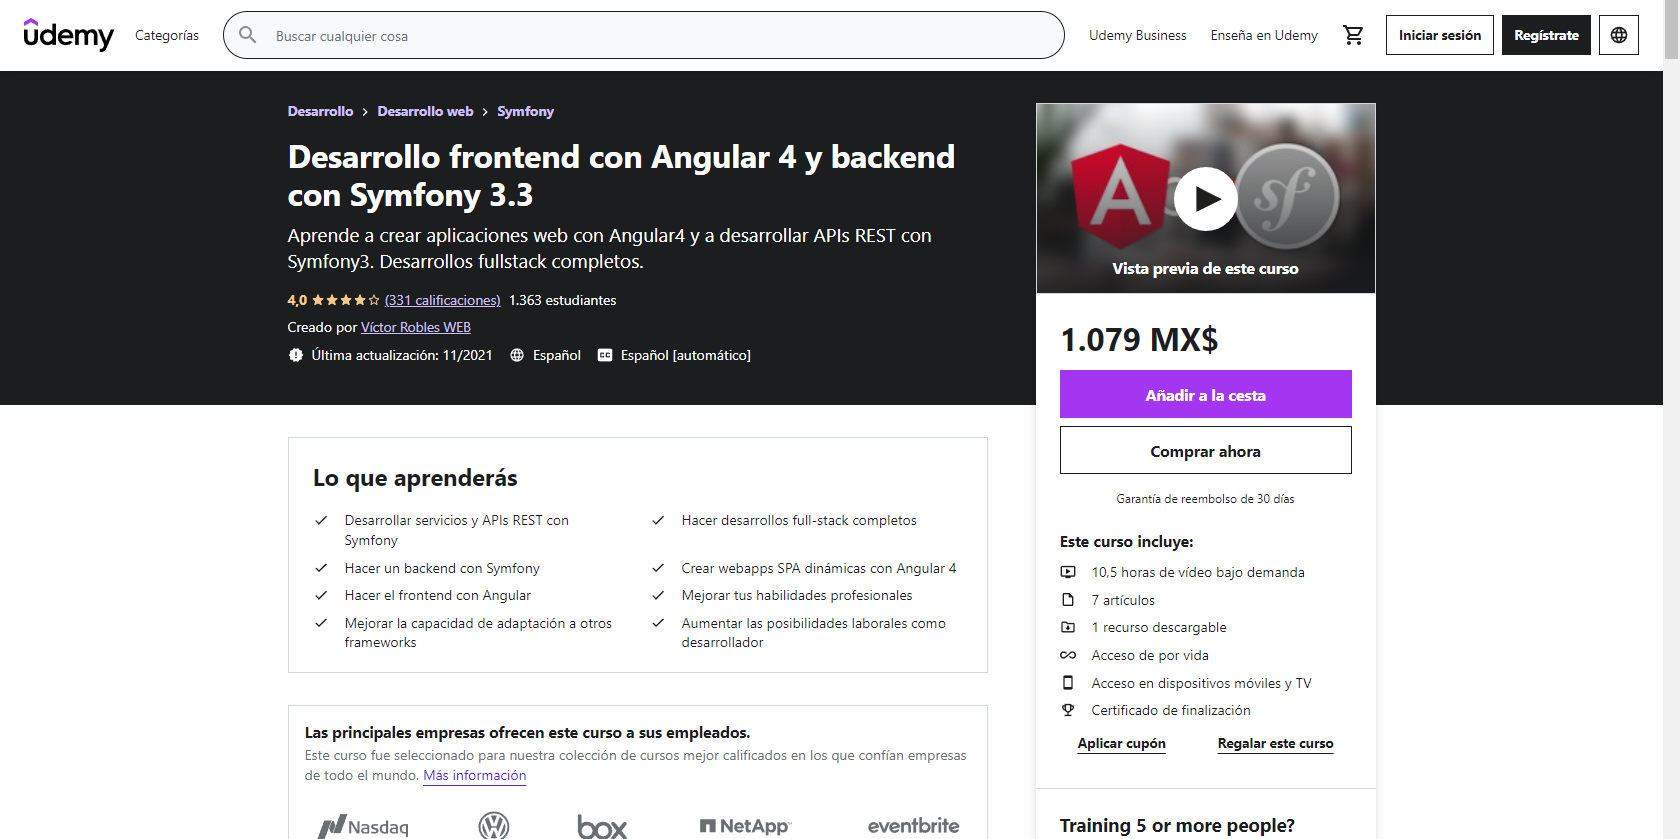 ûdemy
Categorías
Buscar cualquier cosa
Udemy Business
Enseña en Udemy
Iniciar sesión
Regístrate
Desarrollo > Desarrollo web > Symfony
Desarrollo frontend con Angular 4 y backend
con Symfony 3.3
Aprende a crear aplicaciones web con Angular4 y a desarrollar APIs REST con
Symfony3. Desarrollos fullstack completos.
4,0 (331 calificaciones) 1.363 estudiantes
Creado por Víctor Robles WEB
Última actualización: 11/2021 Español CC Español [automático]
A
sf
Vista previa de este curso
1.079 MX$
Añadir a la cesta
Comprar ahora
Garantía de reembolso de 30 días
Este curso incluye:
10,5 horas de vídeo bajo demanda
7 artículos
1 recurso descargable
Acceso de por vida
Acceso en dispositivos móviles y TV
Certificado de finalización
Aplicar cupón
Regalar este curso
Training 5 or more people?
Lo que aprenderás
Desarrollar servicios y APIs REST con
Symfony
Hacer desarrollos full-stack completos
Hacer un backend con Symfony
Crear webapps SPA dinámicas con Angular 4
Hacer el frontend con Angular
Mejorar tus habilidades profesionales
Mejorar la capacidad de adaptación a otros
frameworks
Aumentar las posibilidades laborales como
desarrollador
Las principales empresas ofrecen este curso a sus empleados.
Este curso fue seleccionado para nuestra colección de cursos mejor calificados en los que confían empresas
de todo el mundo. Más información
Nasdaq
VW
box
NetApp
eventbrite